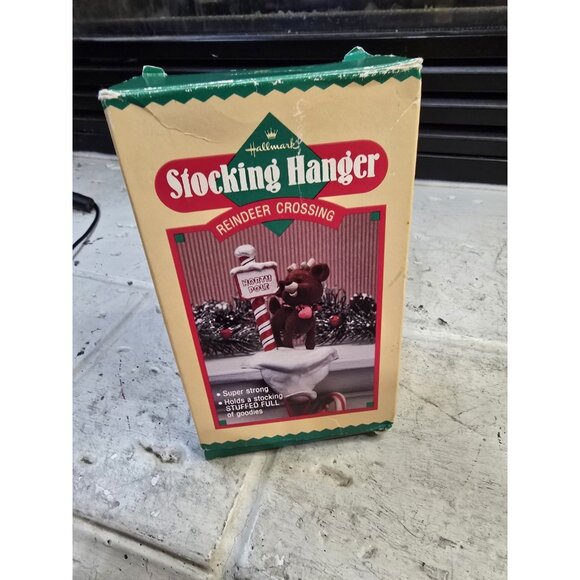 Hallmark
Stocking Hanger
REINDEER CROSSING
NORTH
POLE
• Super strong
• Holds a stocking
STUFFED FULL
of goodies